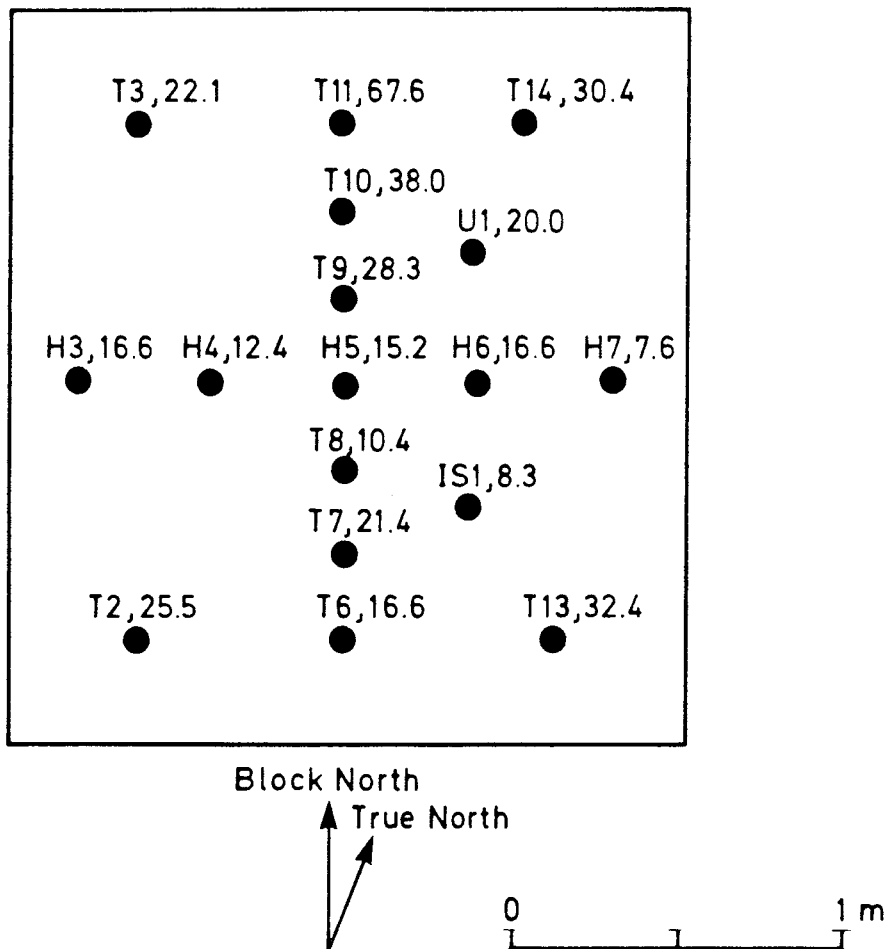 T3,22.1 T11,67.6 T14,30.4
T10,38.0
U1,20.0
T9,28.3
H3,16.6 H4,12.4 H5,15.2 H6,16.6 H7,7.6
T8,10.4
IS1,8.3
T7,21.4
T2,25.5 T6,16.6 T13,32.4
Block North
True North
0 1 m